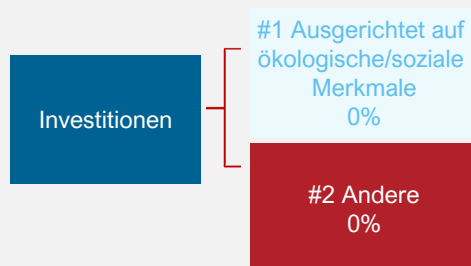 Investitionen
#1 Ausgerichtet auf
ökologische/soziale
Merkmale
0%
#2 Andere
0%